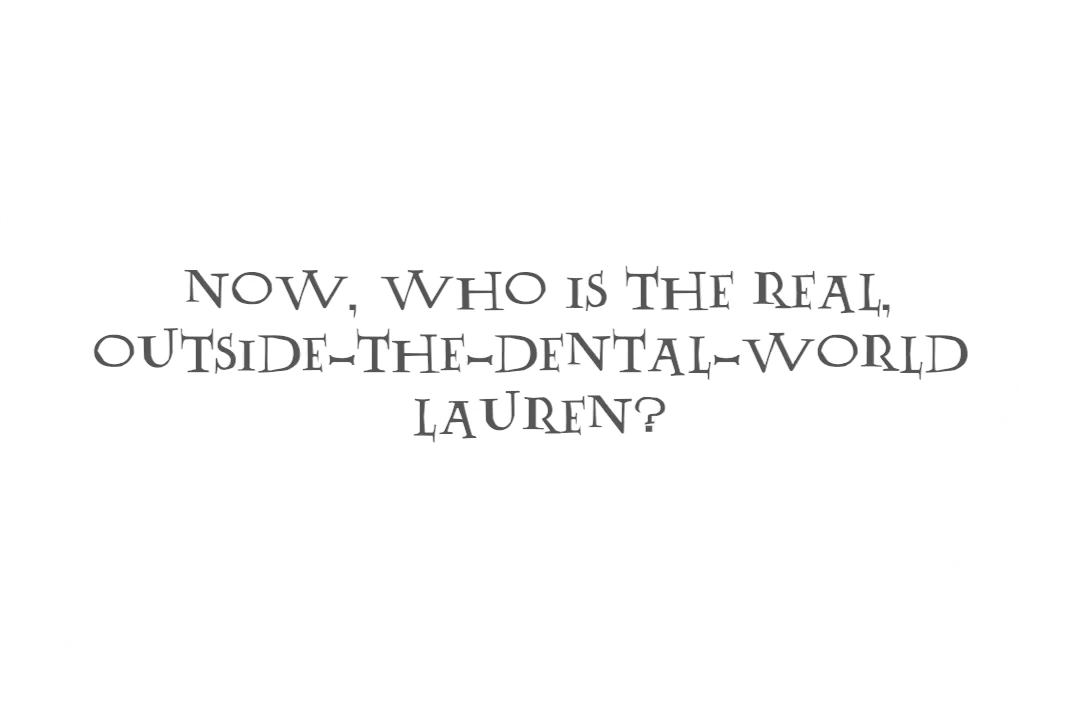 NOW, WHO IS THE REAL,
OUTSIDE-THE-DENTAL-WORLD
LAUREN?